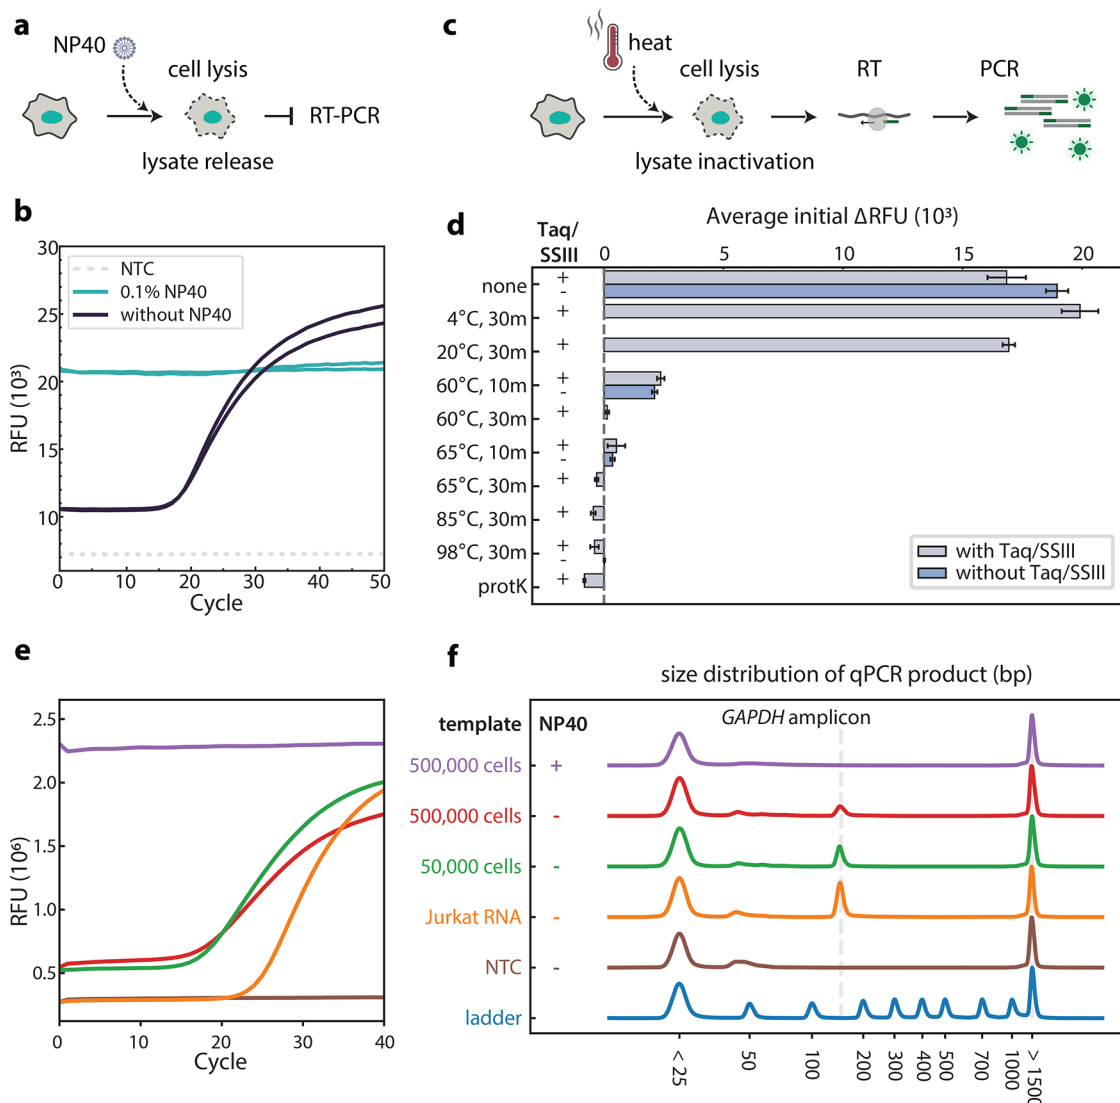 a
NP40
cell lysis
RT-PCR
lysate release
b
30
25
20
15
10
RFU (10³)
NTC
0.1% NP40
without NP40
0 10 20 30 40 50
Cycle
c
heat
cell lysis
RT
PCR
lysate inactivation
d
Average initial ΔRFU (10³)
Taq/
SSIII
0 5 10 15 20
none + -
4°C, 30m +
20°C, 30m +
60°C, 10m + -
60°C, 30m +
65°C, 10m + -
65°C, 30m +
85°C, 30m +
98°C, 30m + -
protK +
with Taq/SSIII
without Taq/SSIII
e
2.5
2.0
1.5
1.0
0.5
RFU (10⁶)
0 10 20 30 40
Cycle
f
size distribution of qPCR product (bp)
template NP40
GAPDH amplicon
500,000 cells +
500,000 cells -
50,000 cells -
Jurkat RNA -
NTC -
ladder
< 25 50 100 200 300 400 500 700 1000 > 1500